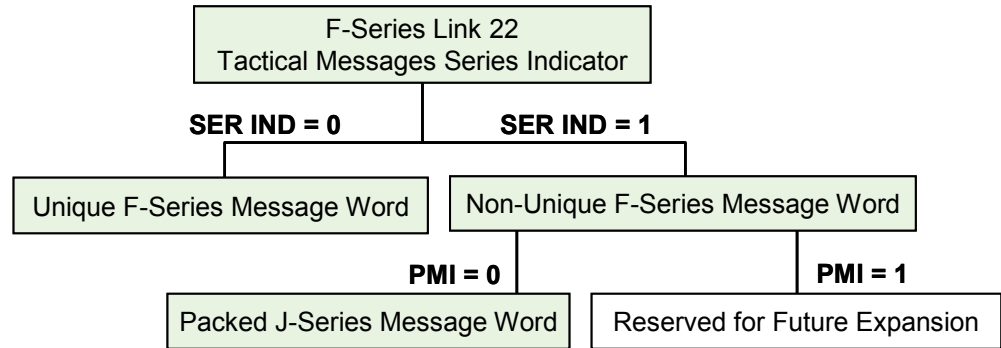 F-Series Link 22
Tactical Messages Series Indicator
SER IND = 0
SER IND = 1
Unique F-Series Message Word
Non-Unique F-Series Message Word
PMI = 0
PMI = 1
Packed J-Series Message Word
Reserved for Future Expansion